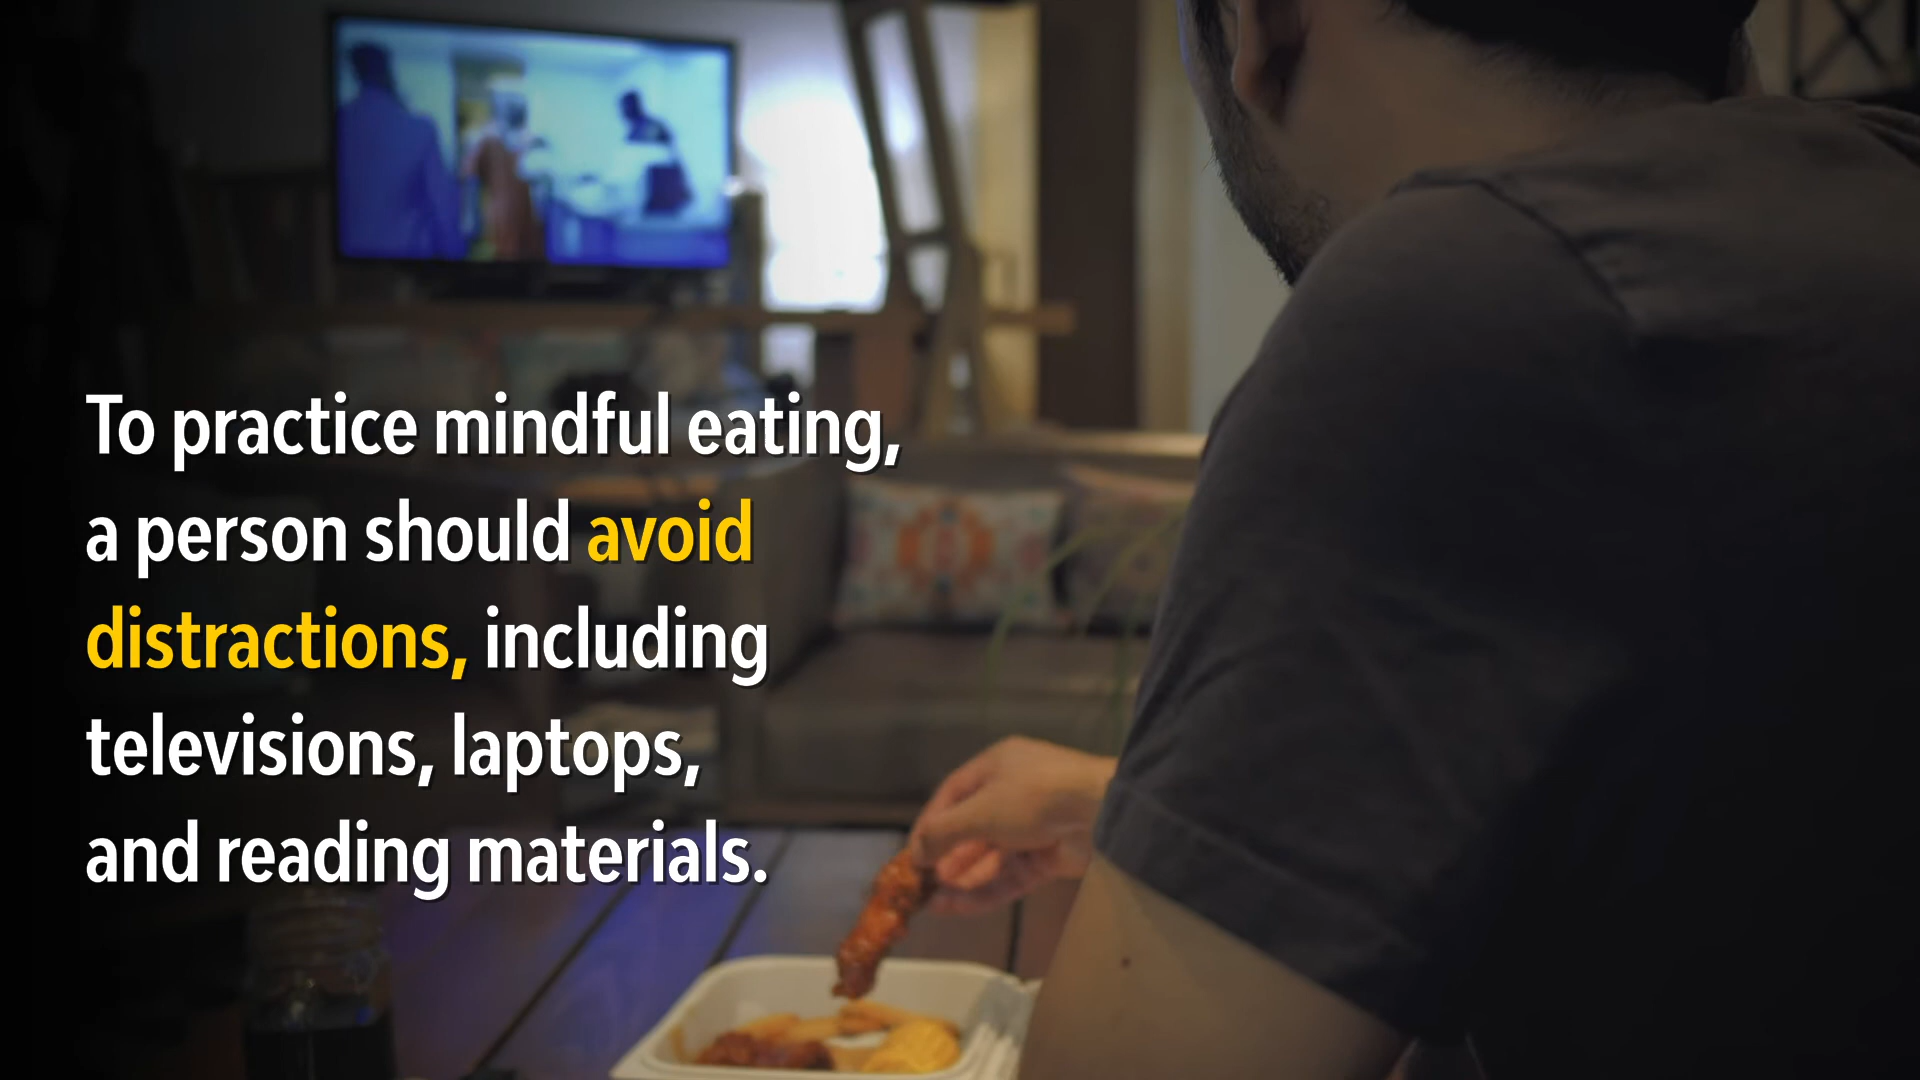 To practice mindful eating,
a person should avoid
distractions, including
televisions, laptops,
and reading materials.